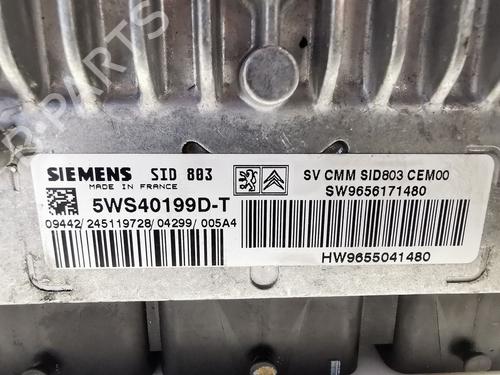 SIEMENS SID 803
MADE IN FRANCE
5WS40199D-T
09442/245119728/04299/005A4
SV CMM SID803 CEM00
SW9656171480
HW9655041480